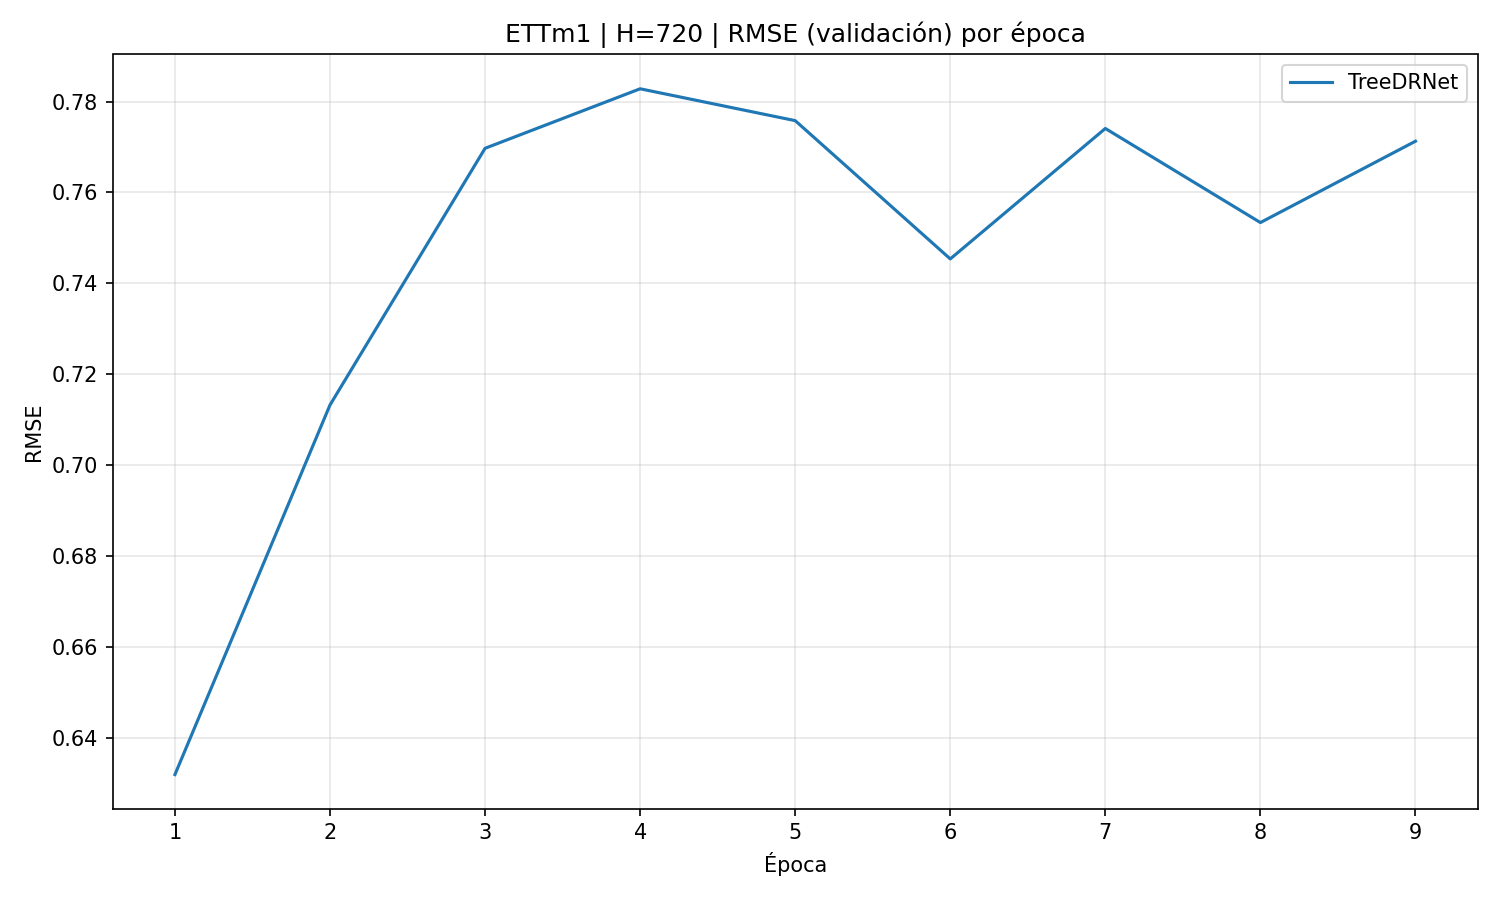 ETTm1 | H=720 | RMSE (validación) por época
TreeDRNet
0.78
0.76
0.74
0.72
0.70
0.68
0.66
0.64
RMSE
1 2 3 4 5 6 7 8 9
Época